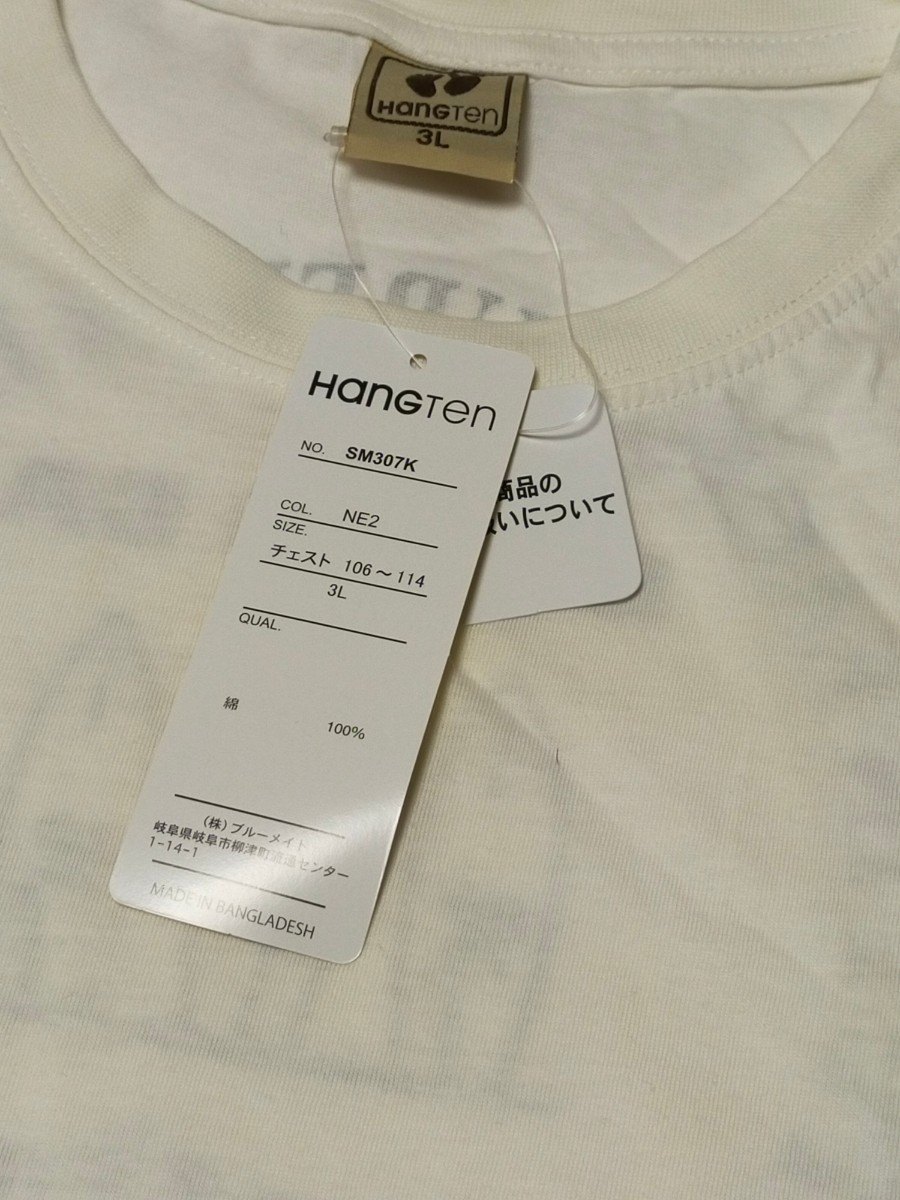 HangTen
3L
HangTen
NO. SM307K
COL. NE2
SIZE.
チェスト 106～114
3L
QUAL.
綿
100%
(株)ブルーメイト
岐阜県岐阜市柳津町流通センター
1-14-1
MADE IN BANGLADESH
商品の
扱いについて